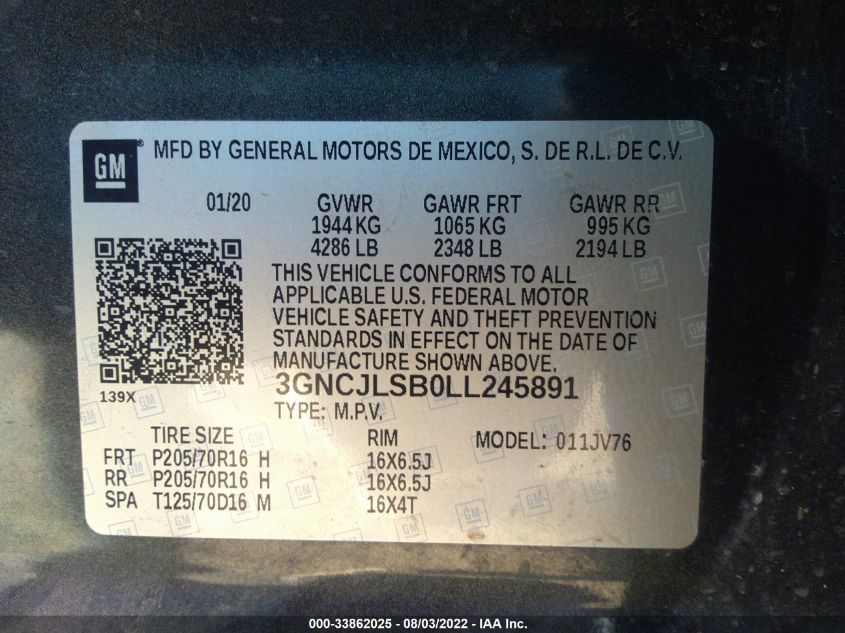 GM
MFD BY GENERAL MOTORS DE MEXICO, S. DE R.L. DE C.V.
01/20 GVWR GAWR FRT GAWR RR
1944 KG 1065 KG 995 KG
4286 LB 2348 LB 2194 LB
THIS VEHICLE CONFORMS TO ALL
APPLICABLE U.S. FEDERAL MOTOR
VEHICLE SAFETY AND THEFT PREVENTION
STANDARDS IN EFFECT ON THE DATE OF
MANUFACTURE SHOWN ABOVE.
139X
3GNCJLSB0LL245891
TYPE: M.P.V.
TIRE SIZE RIM MODEL: 011JV76
FRT P205/70R16 H 16X6.5J
RR P205/70R16 H 16X6.5J
SPA T125/70D16 M 16X4T
000-33862025 - 08/03/2022 - IAA Inc.